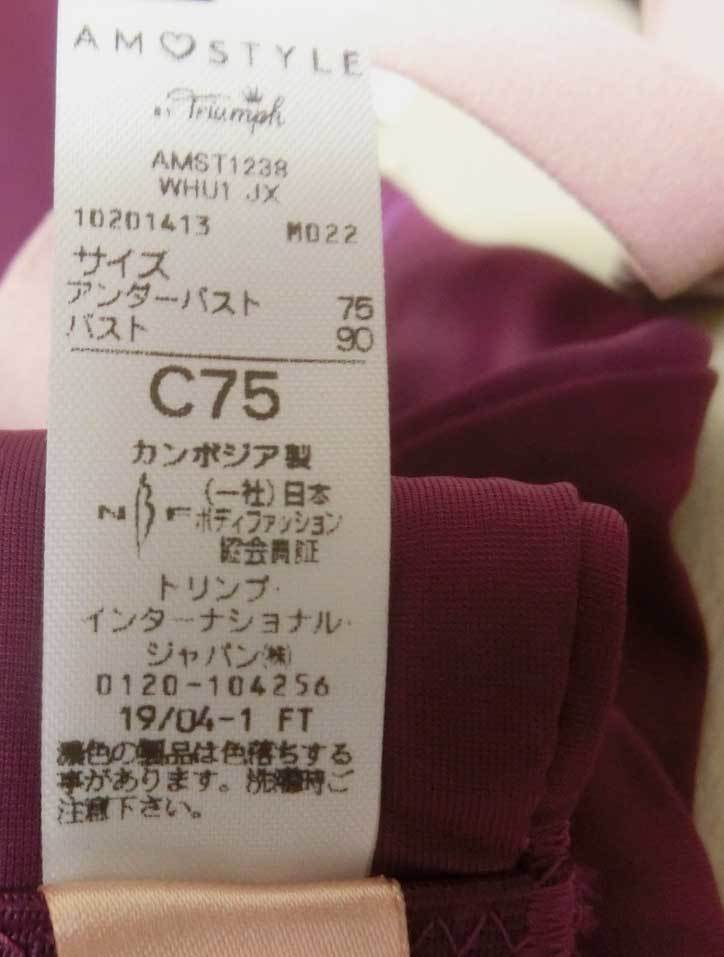 AM♡STYLE
BY Triumph
AMST1238
WHU1 JX
10201413 M022
サイズ
アンダーバスト 75
バスト 90
C75
カンボジア製
NBF (一社)日本
ボディファッション
協会員証
トリンプ・
インターナショナル・
ジャパン(株)
0120-104256
19/04-1 FT
濃色の製品は色落ちする
事があります。洗濯時ご
注意下さい。